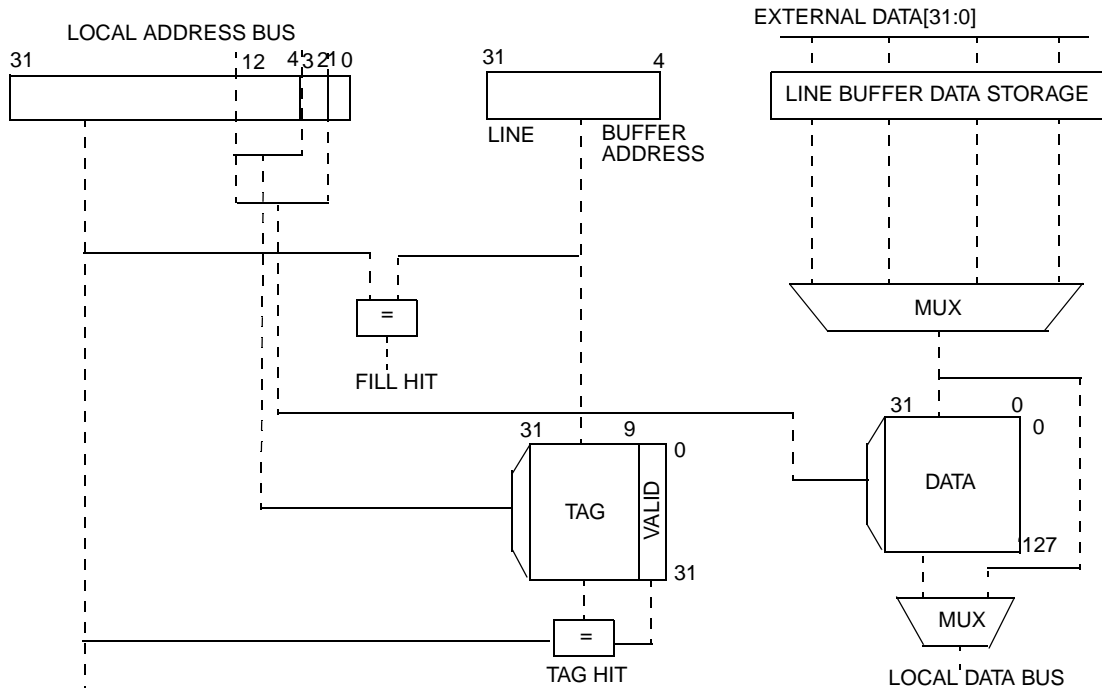 EXTERNAL DATA[31:0]
LOCAL ADDRESS BUS
31 12 4 3 2 1 0
31 4
LINE BUFFER DATA STORAGE
LINE BUFFER
ADDRESS
MUX
=
FILL HIT
31 0
0
31 9
0
TAG
VALID
DATA
127
31
=
MUX
TAG HIT
LOCAL DATA BUS